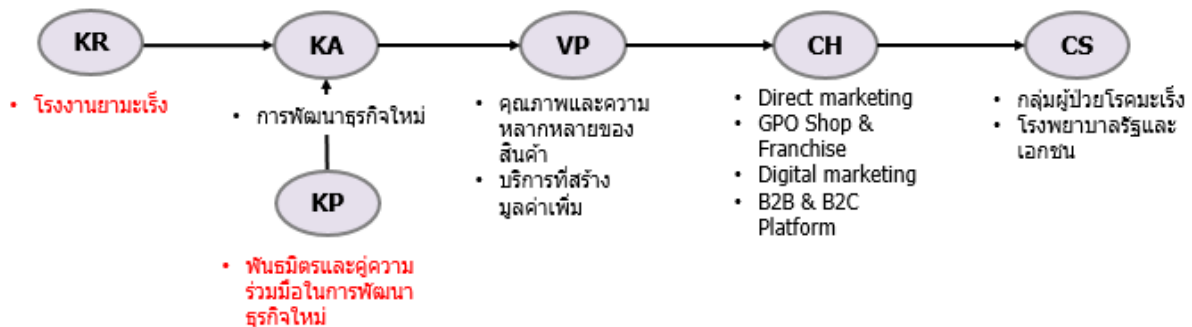 KR
KA
VP
CH
CS
• โรงงานยามะเร็ง
• การพัฒนาธุรกิจใหม่
KP
• พันธมิตรและคู่ความ
ร่วมมือในการพัฒนา
ธุรกิจใหม่
• คุณภาพและความ
หลากหลายของ
สินค้า
• บริการที่สร้าง
มูลค่าเพิ่ม
• Direct marketing
• GPO Shop &
Franchise
• Digital marketing
• B2B & B2C
Platform
• กลุ่มผู้ป่วยโรคมะเร็ง
• โรงพยาบาลรัฐและ
เอกชน